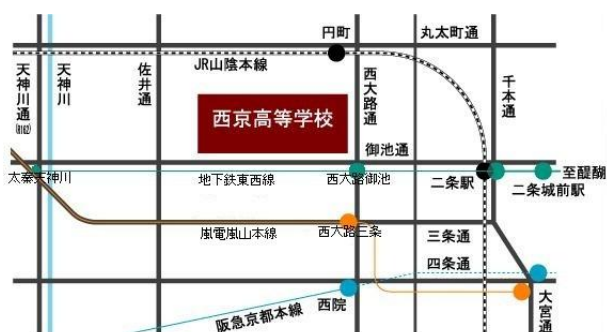 円町
丸太町通
JR山陰本線
天神川通
天神川
佐井通
西大路通
千本通
西京高等学校
御池通
太秦天神川
地下鉄東西線
西大路御池
二条駅
至醍醐
二条城前駅
嵐電嵐山本線
西大路三条
三条通
四条通
阪急京都本線
西院
大宮通